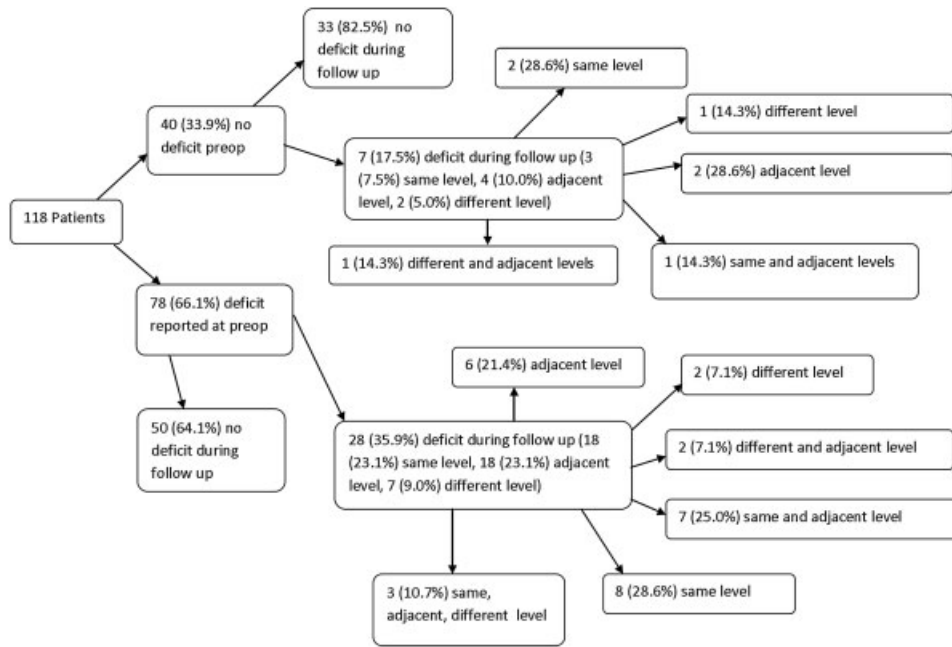 33 (82.5%) no
deficit during
follow up
2 (28.6%) same level
1 (14.3%) different level
40 (33.9%) no
deficit preop
7 (17.5%) deficit during follow up (3
(7.5%) same level, 4 (10.0%) adjacent
level, 2 (5.0%) different level)
2 (28.6%) adjacent level
118 Patients
1 (14.3%) different and adjacent levels
1 (14.3%) same and adjacent levels
78 (66.1%) deficit
reported at preop
6 (21.4%) adjacent level
2 (7.1%) different level
50 (64.1%) no
deficit during
follow up
28 (35.9%) deficit during follow up (18
(23.1%) same level, 18 (23.1%) adjacent
level, 7 (9.0%) different level)
2 (7.1%) different and adjacent level
7 (25.0%) same and adjacent level
3 (10.7%) same,
adjacent, different level
8 (28.6%) same level